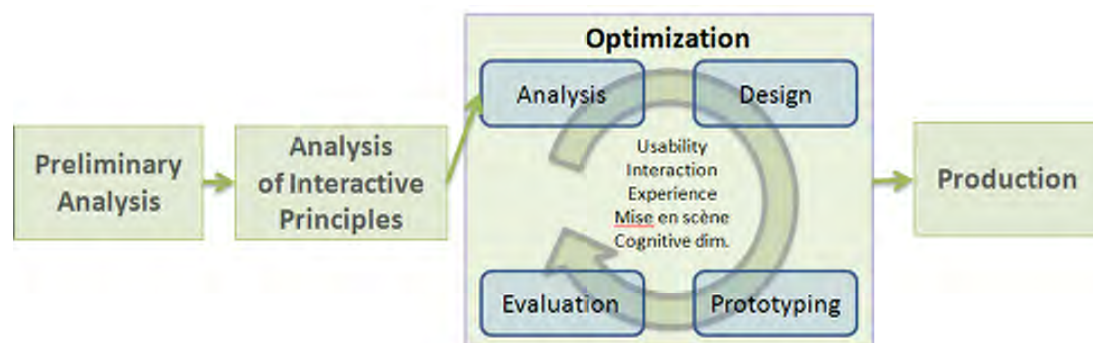 Preliminary
Analysis
Analysis
of Interactive
Principles
Optimization
Analysis
Design
Usability
Interaction
Experience
Mise en scène
Cognitive dim.
Evaluation
Prototyping
Production